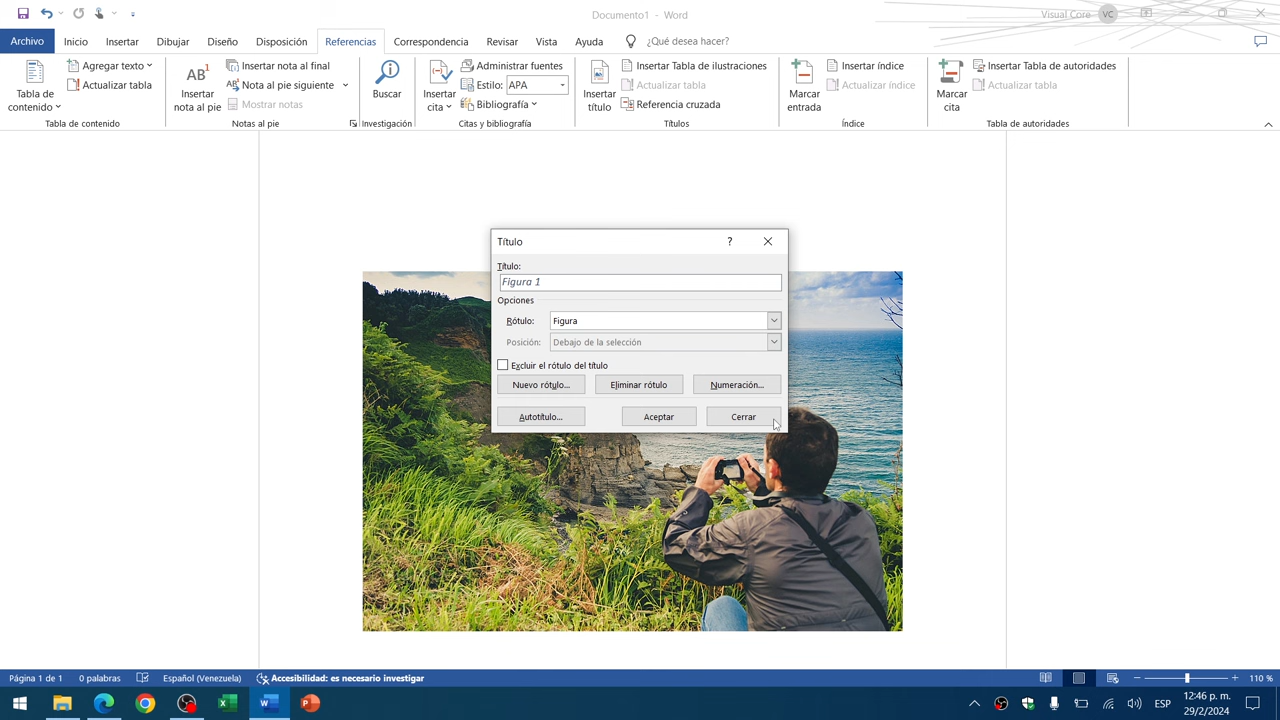 Documento1 - Word
Visual Core VC
Archivo Inicio Insertar Dibujar Diseño Disposición Referencias Correspondencia Revisar Vista Ayuda ¿Qué desea hacer?
Tabla de contenido
Agregar texto
Actualizar tabla
Tabla de contenido
AB1
Insertar nota al pie
Insertar nota al final
Nota al pie siguiente
Mostrar notas
Notas al pie
Buscar
Investigación
Insertar cita
Administrar fuentes
Estilo: APA
Bibliografía
Citas y bibliografía
Insertar título
Insertar Tabla de ilustraciones
Actualizar tabla
Referencia cruzada
Títulos
Marcar entrada
Insertar índice
Actualizar índice
Índice
Marcar cita
Insertar Tabla de autoridades
Actualizar tabla
Tabla de autoridades
Título ?
Título:
Figura 1
Opciones
Rótulo: Figura
Posición: Debajo de la selección
Excluir el rótulo del título
Nuevo rótulo... Eliminar rótulo Numeración...
Autotítulo... Aceptar Cerrar
Página 1 de 1 0 palabras Español (Venezuela) Accesibilidad: es necesario investigar 110 %
ESP
12:46 p. m.
29/2/2024